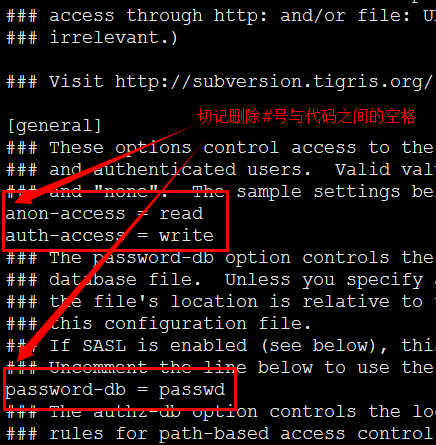 ### access through http: and/or file: U
### irrelevant.)
### Visit http://subversion.tigris.org/
切记删除#号与代码之间的空格
[general]
### These options control access to the
### and authenticated users. Valid val
### and "none". The sample settings be
anon-access = read
auth-access = write
### The password-db option controls the
### database file. Unless you specify
### the file's location is relative to
### this configuration file.
### If SASL is enabled (see below), thi
### Uncomment the line below to use the
password-db = passwd
### The authz-db option controls the lo
### rules for path-based access control